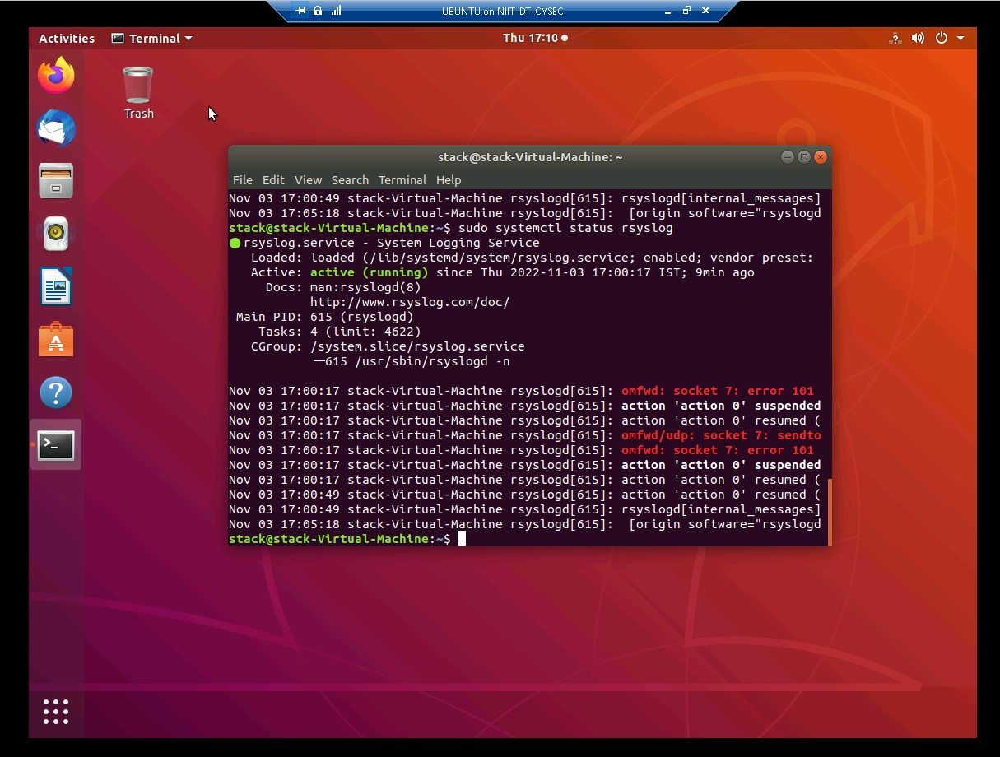 UBUNTU on NIIT-DT-CYSEC
Activities Terminal Thu 17:10
Trash
stack@stack-Virtual-Machine: ~
File Edit View Search Terminal Help
Nov 03 17:00:49 stack-Virtual-Machine rsyslogd[615]: rsyslogd[internal_messages]
Nov 03 17:05:18 stack-Virtual-Machine rsyslogd[615]:  [origin software="rsyslogd
stack@stack-Virtual-Machine:~$ sudo systemctl status rsyslog
● rsyslog.service - System Logging Service
   Loaded: loaded (/lib/systemd/system/rsyslog.service; enabled; vendor preset:
   Active: active (running) since Thu 2022-11-03 17:00:17 IST; 9min ago
     Docs: man:rsyslogd(8)
           http://www.rsyslog.com/doc/
 Main PID: 615 (rsyslogd)
    Tasks: 4 (limit: 4622)
   CGroup: /system.slice/rsyslog.service
           └─615 /usr/sbin/rsyslogd -n
Nov 03 17:00:17 stack-Virtual-Machine rsyslogd[615]: omfwd: socket 7: error 101
Nov 03 17:00:17 stack-Virtual-Machine rsyslogd[615]: action 'action 0' suspended
Nov 03 17:00:17 stack-Virtual-Machine rsyslogd[615]: action 'action 0' resumed (
Nov 03 17:00:17 stack-Virtual-Machine rsyslogd[615]: omfwd/udp: socket 7: sendto
Nov 03 17:00:17 stack-Virtual-Machine rsyslogd[615]: omfwd: socket 7: error 101
Nov 03 17:00:17 stack-Virtual-Machine rsyslogd[615]: action 'action 0' suspended
Nov 03 17:00:17 stack-Virtual-Machine rsyslogd[615]: action 'action 0' resumed (
Nov 03 17:00:49 stack-Virtual-Machine rsyslogd[615]: action 'action 0' resumed (
Nov 03 17:00:49 stack-Virtual-Machine rsyslogd[615]: rsyslogd[internal_messages]
Nov 03 17:05:18 stack-Virtual-Machine rsyslogd[615]:  [origin software="rsyslogd
stack@stack-Virtual-Machine:~$